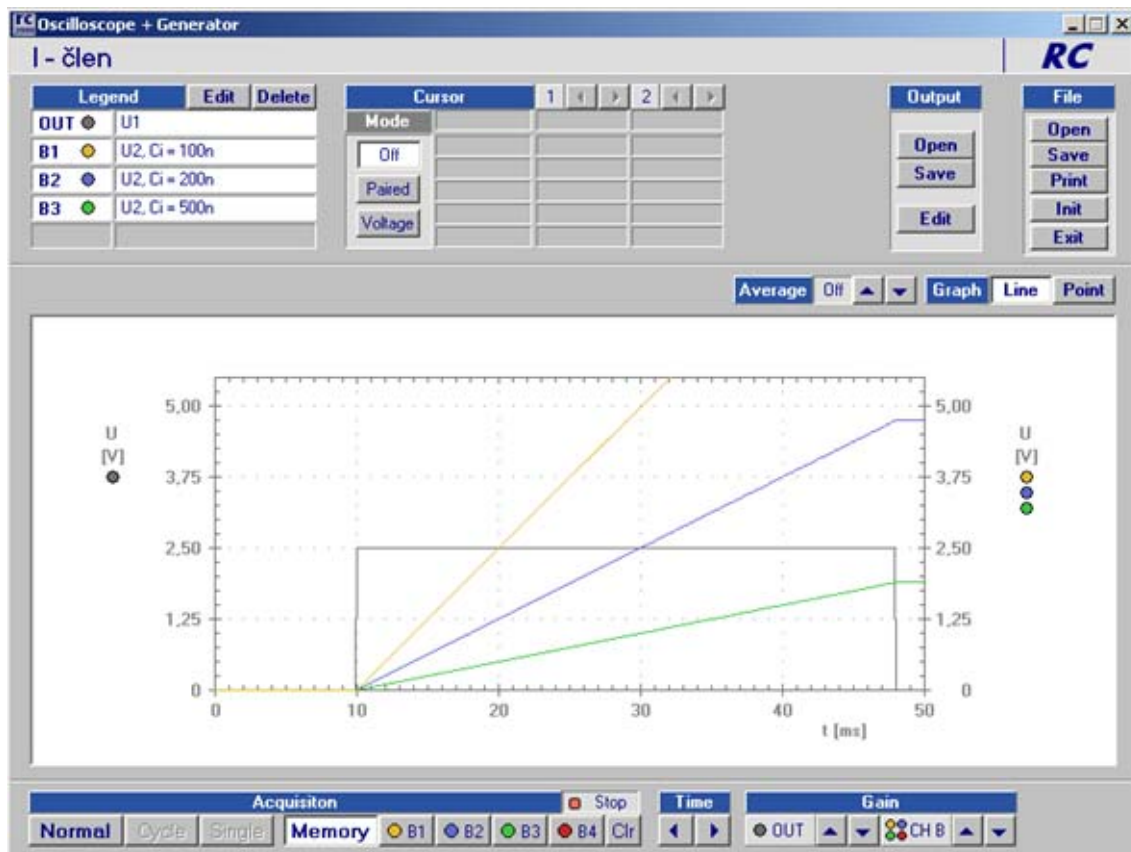 Oscilloscope + Generator
I - člen
RC
Legend Edit Delete
OUT U1
B1 U2, Ci = 100n
B2 U2, Ci = 200n
B3 U2, Ci = 500n
Cursor 1 2
Mode
Off
Paired
Voltage
Output
Open
Save
Edit
File
Open
Save
Print
Init
Exit
Average Off Graph Line Point
U
[V]
5,00
3,75
2,50
1,25
0
5,00
3,75
2,50
1,25
0
U
[V]
0 10 20 30 40 50
t [ms]
Acquisiton Stop
Normal Cycle Single Memory B1 B2 B3 B4 Clr
Time
Gain
OUT CH B